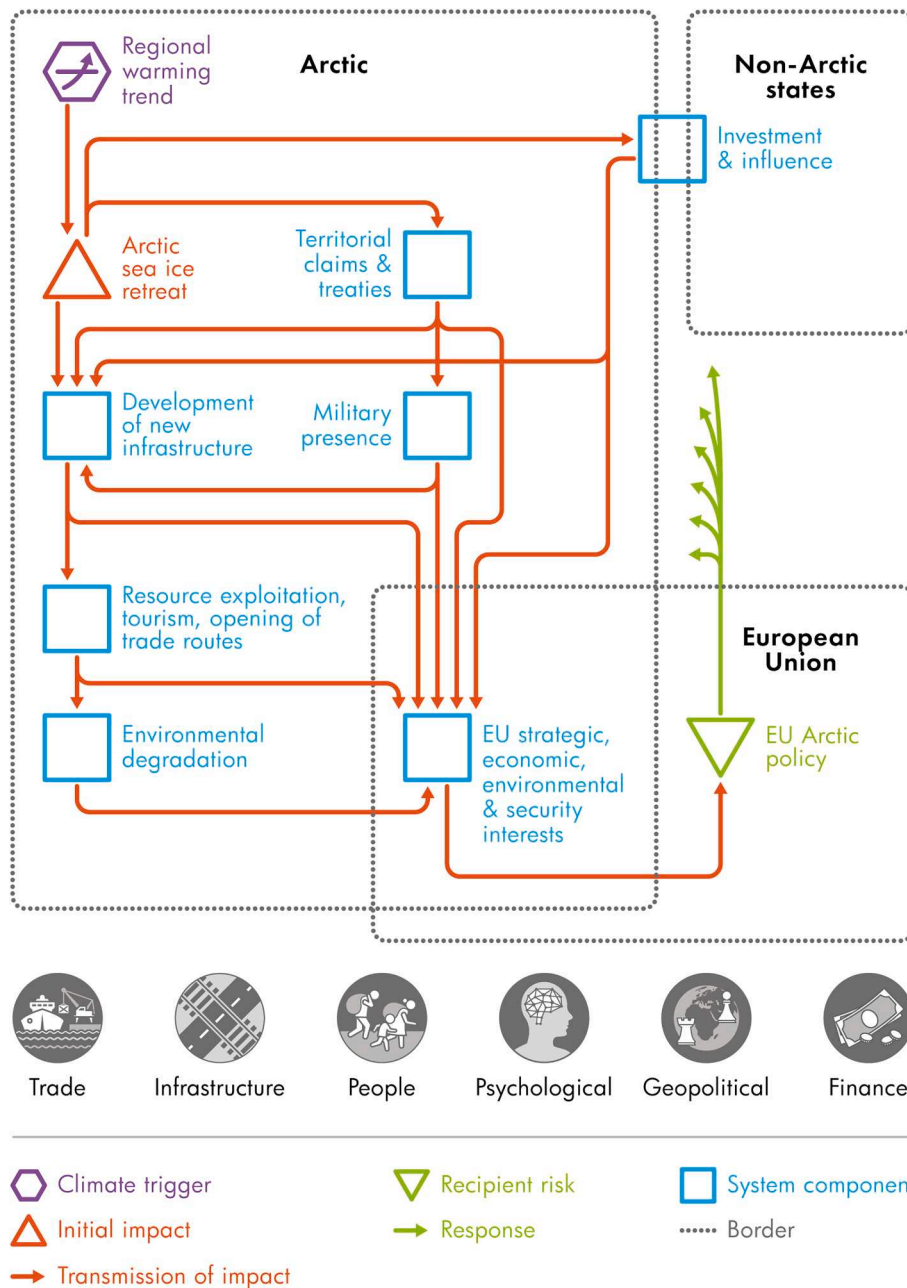 Regional
warming
trend
Arctic
Non-Arctic
states
Investment
& influence
Arctic
sea ice
retreat
Territorial
claims &
treaties
Development
of new
infrastructure
Military
presence
Resource exploitation,
tourism, opening of
trade routes
European
Union
Environmental
degradation
EU strategic,
economic,
environmental
& security
interests
EU Arctic
policy
Trade
Infrastructure
People
Psychological
Geopolitical
Finance
Climate trigger
Recipient risk
System componen
Initial impact
Response
Border
Transmission of impact